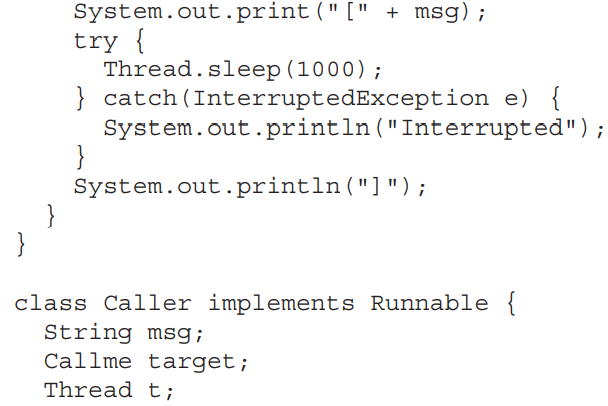 System.out.print("[" + msg);
try {
Thread.sleep(1000);
} catch(InterruptedException e) {
System.out.println("Interrupted");
}
System.out.println("]");
}
}
class Caller implements Runnable {
String msg;
Callme target;
Thread t;